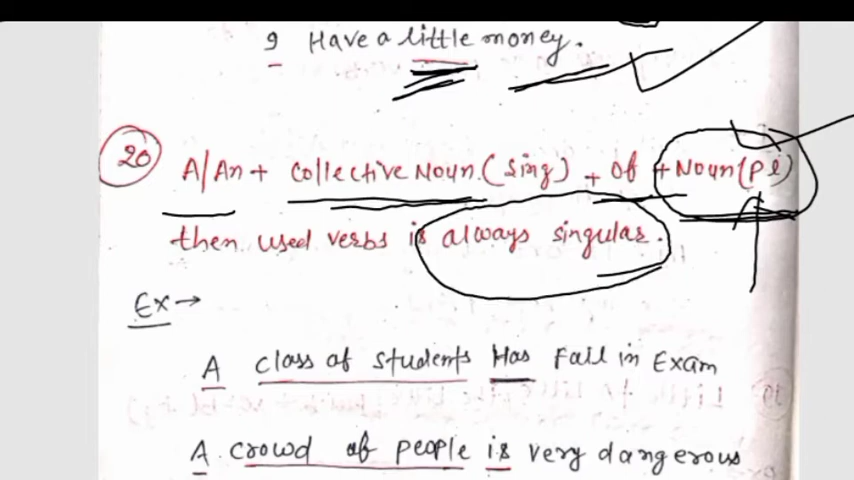 9 Have a little money.
20 A/An + Collective Noun.(Sing) + of + Noun(Pl)
then used verbs is always singular.
Ex→
A class of students Has Fail in Exam
A crowd of people is very dangerous